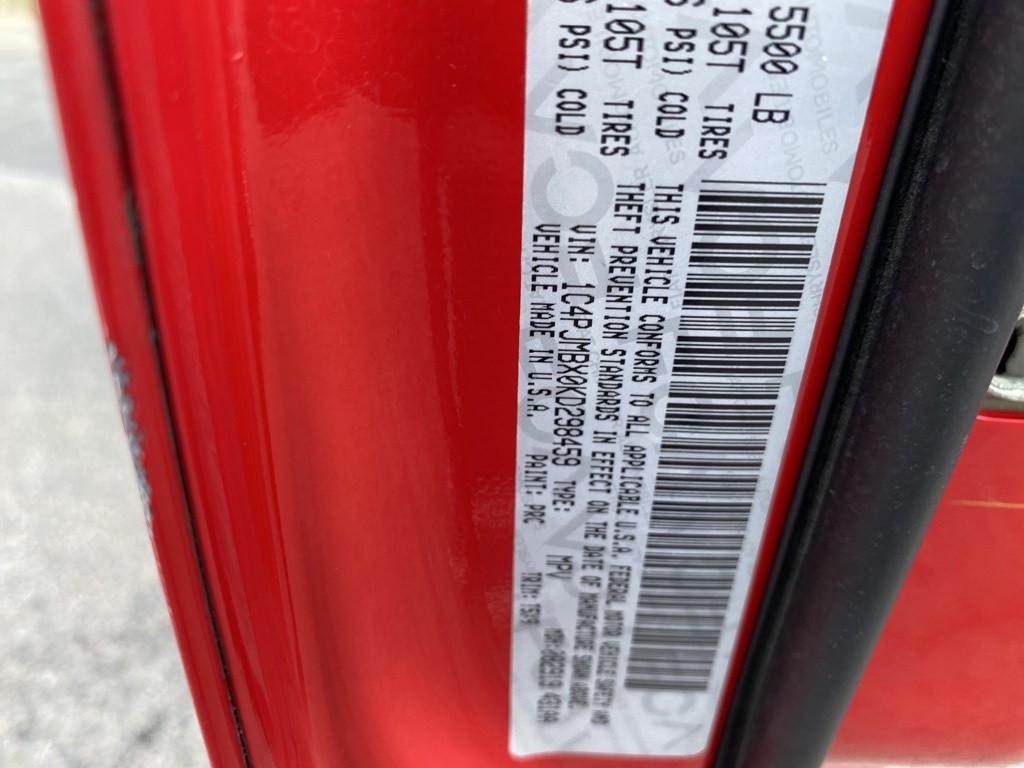 5500 LB
105T TIRES
PSI) COLD
105T TIRES
PSI) COLD
THIS VEHICLE CONFORMS TO ALL APPLICABLE U.S.A. FEDERAL MOTOR VEHICLE SAFETY AND
THEFT PREVENTION STANDARDS IN EFFECT ON THE DATE OF MANUFACTURE SHOWN ABOVE.
VIN: 1C4PJMBX0KD298459 TYPE: MPV
VEHICLE MADE IN U.S.A. PAINT: PRC TRIM: